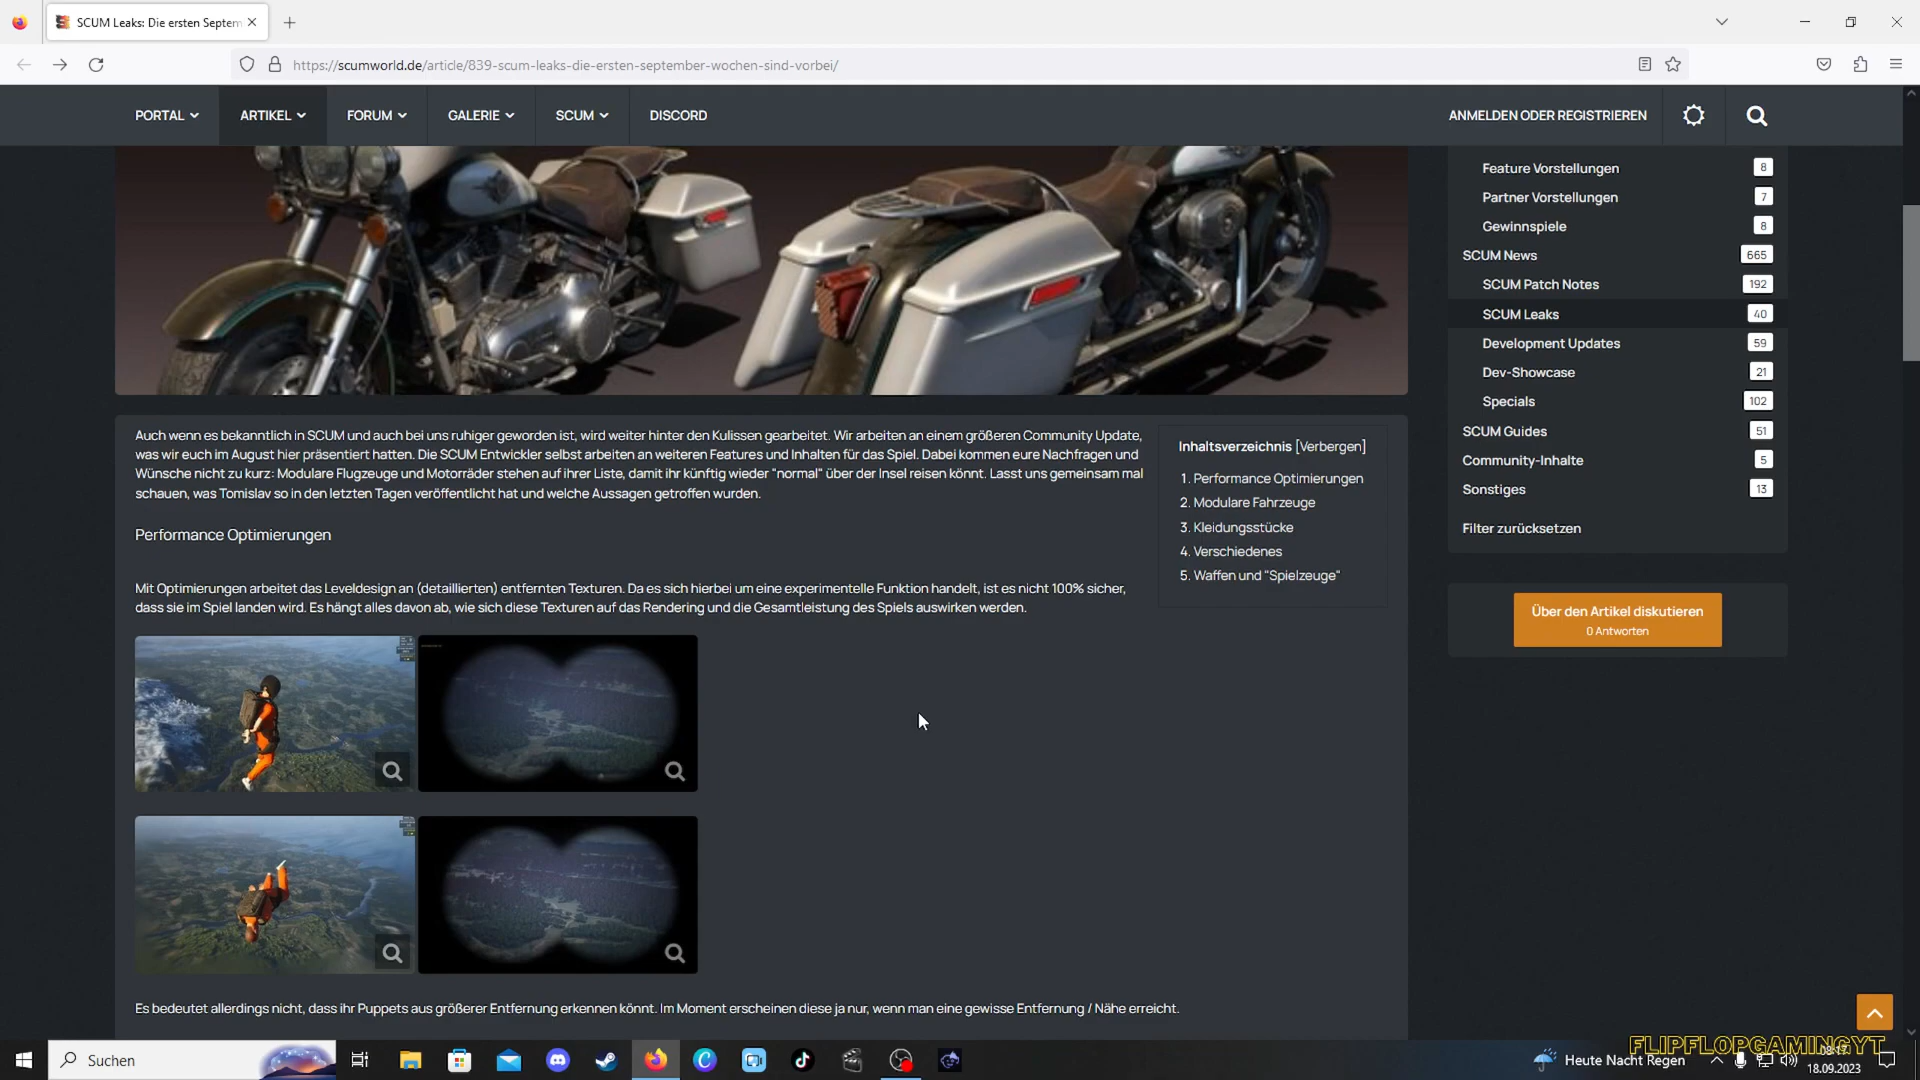 SCUM Leaks: Die ersten Septem
https://scumworld.de/article/839-scum-leaks-die-ersten-september-wochen-sind-vorbei/
PORTAL
ARTIKEL
FORUM
GALERIE
SCUM
DISCORD
ANMELDEN ODER REGISTRIEREN
Auch wenn es bekanntlich in SCUM und auch bei uns ruhiger geworden ist, wird weiter hinter den Kulissen gearbeitet. Wir arbeiten an einem größeren Community Update,
was wir euch im August hier präsentiert hatten. Die SCUM Entwickler selbst arbeiten an weiteren Features und Inhalten für das Spiel. Dabei kommen eure Nachfragen und
Wünsche nicht zu kurz: Modulare Flugzeuge und Motorräder stehen auf ihrer Liste, damit ihr künftig wieder "normal" über der Insel reisen könnt. Lasst uns gemeinsam mal
schauen, was Tomislav so in den letzten Tagen veröffentlicht hat und welche Aussagen getroffen wurden.
Performance Optimierungen
Mit Optimierungen arbeitet das Leveldesign an (detaillierten) entfernten Texturen. Da es sich hierbei um eine experimentelle Funktion handelt, ist es nicht 100% sicher,
dass sie im Spiel landen wird. Es hängt alles davon ab, wie sich diese Texturen auf das Rendering und die Gesamtleistung des Spiels auswirken werden.
Es bedeutet allerdings nicht, dass ihr Puppets aus größerer Entfernung erkennen könnt. Im Moment erscheinen diese ja nur, wenn man eine gewisse Entfernung / Nähe erreicht.
Inhaltsverzeichnis [Verbergen]
1. Performance Optimierungen
2. Modulare Fahrzeuge
3. Kleidungsstücke
4. Verschiedenes
5. Waffen und "Spielzeuge"
Feature Vorstellungen 8
Partner Vorstellungen 7
Gewinnspiele 8
SCUM News 665
SCUM Patch Notes 192
SCUM Leaks 40
Development Updates 59
Dev-Showcase 21
Specials 102
SCUM Guides 51
Community-Inhalte 5
Sonstiges 13
Filter zurücksetzen
Über den Artikel diskutieren
0 Antworten
FLIPFLOPGAMINGYT
Suchen
Heute Nacht Regen
08:17
18.09.2023